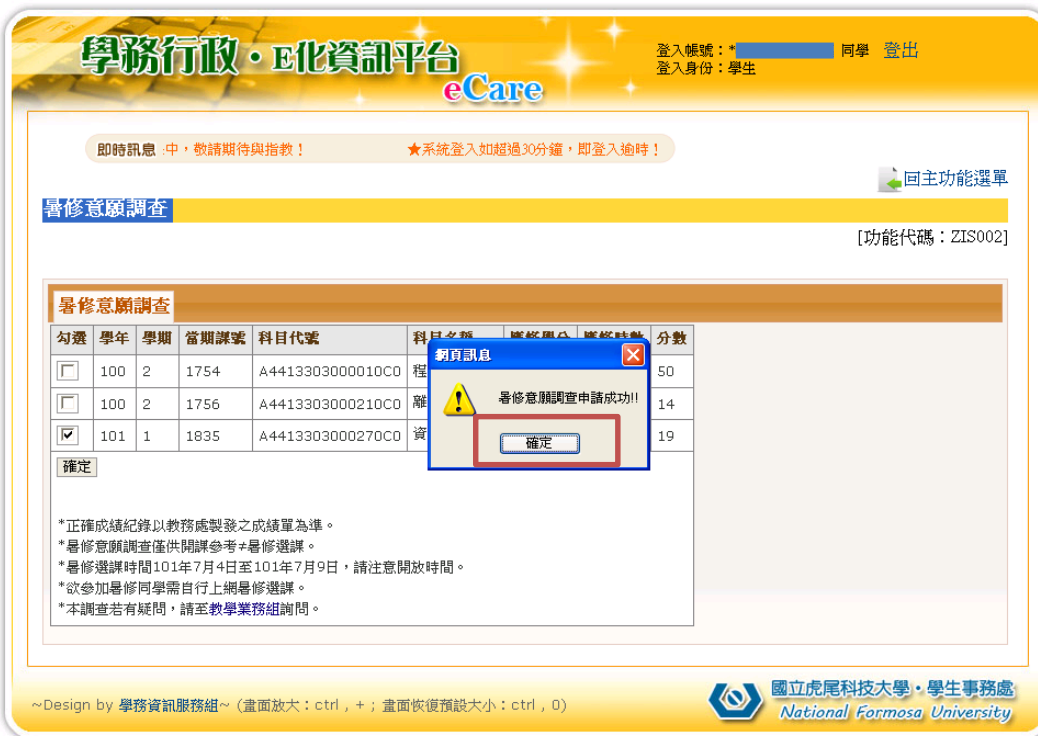 學務行政・E化資訊平台
eCare
登入帳號：* 同學 登出
登入身份：學生
即時訊息 :中，敬請期待與指教！ ★系統登入如超過30分鐘，即登入逾時！
回主功能選單
暑修意願調查
[功能代碼：ZIS002]
暑修意願調查
勾選 學年 學期 當期課號 科目代號 科目名稱 應修學分 應修時數 分數
100 2 1754 A4413303000010C0 程 50
100 2 1756 A4413303000210C0 離 14
101 1 1835 A4413303000270C0 資 19
網頁訊息
暑修意願調查申請成功!!
確定
確定
*正確成績紀錄以教務處製發之成績單為準。
*暑修意願調查僅供開課參考≠暑修選課。
*暑修選課時間101年7月4日至101年7月9日，請注意開放時間。
*欲參加暑修同學需自行上網暑修選課。
*本調查若有疑問，請至教學業務組詢問。
~Design by 學務資訊服務組~ (畫面放大：ctrl , + ; 畫面恢復預設大小：ctrl , 0)
國立虎尾科技大學・學生事務處
National Formosa University